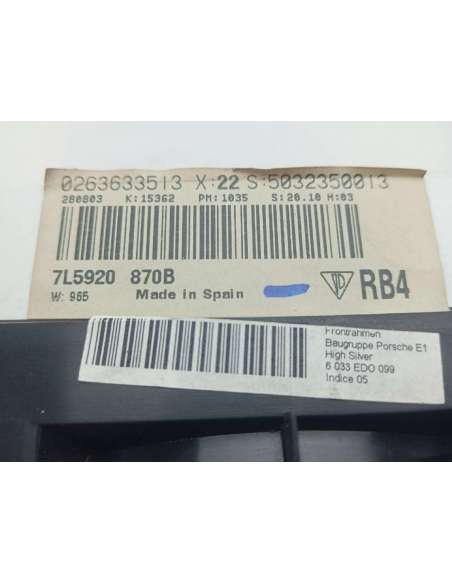 0263633513 X:22 S:5032350013
280803 K:15362 PM:1035 S:20.10 H:03
7L5920 870B RB4
W: 965 Made in Spain
Frontrahmen
Baugruppe Porsche E1
High Silver
6 033 EDO 099
Indice 05